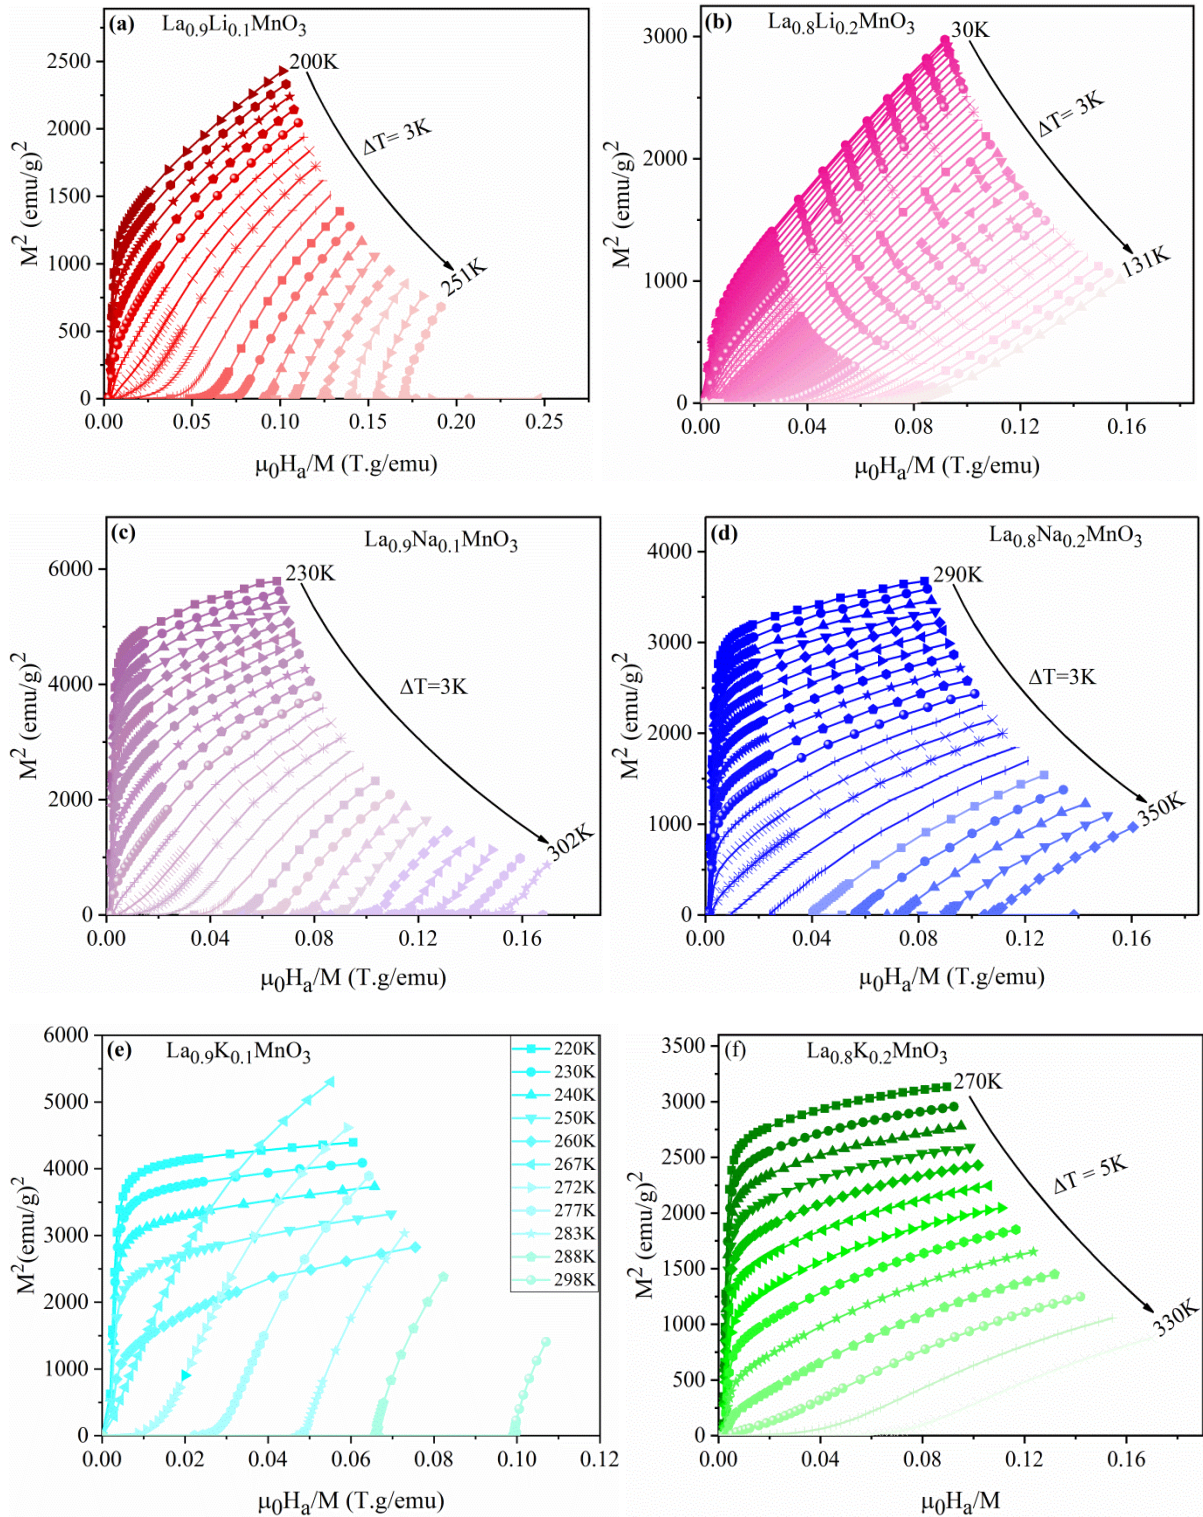 (a) La0.9Li0.1MnO3
M2 (emu/g)2
2500
2000
1500
1000
500
0
200K
ΔT= 3K
251K
0.00 0.05 0.10 0.15 0.20 0.25
μ0Ha/M (T.g/emu)
(b) La0.8Li0.2MnO3
M2 (emu/g)2
3000
2000
1000
0
30K
ΔT= 3K
131K
0.00 0.04 0.08 0.12 0.16
μ0Ha/M (T.g/emu)
(c) La0.9Na0.1MnO3
M2 (emu/g)2
6000
4000
2000
0
230K
ΔT=3K
302K
0.00 0.04 0.08 0.12 0.16
μ0Ha/M (T.g/emu)
(d) La0.8Na0.2MnO3
M2 (emu/g)2
4000
3000
2000
1000
0
290K
ΔT=3K
350K
0.00 0.04 0.08 0.12 0.16
μ0Ha/M (T.g/emu)
(e) La0.9K0.1MnO3
M2(emu/g)2
6000
5000
4000
3000
2000
1000
0
220K
230K
240K
250K
260K
267K
272K
277K
283K
288K
298K
0.00 0.02 0.04 0.06 0.08 0.10 0.12
μ0Ha/M (T.g/emu)
(f) La0.8K0.2MnO3
M2 (emu/g)2
3500
3000
2500
2000
1500
1000
500
0
270K
ΔT = 5K
330K
0.00 0.04 0.08 0.12 0.16
μ0Ha/M